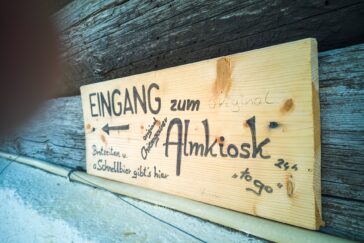 EINGANG zum original
Almkiosk 24h
Brotzeiten u.
a Schnellbier gibt's hier
"to go"